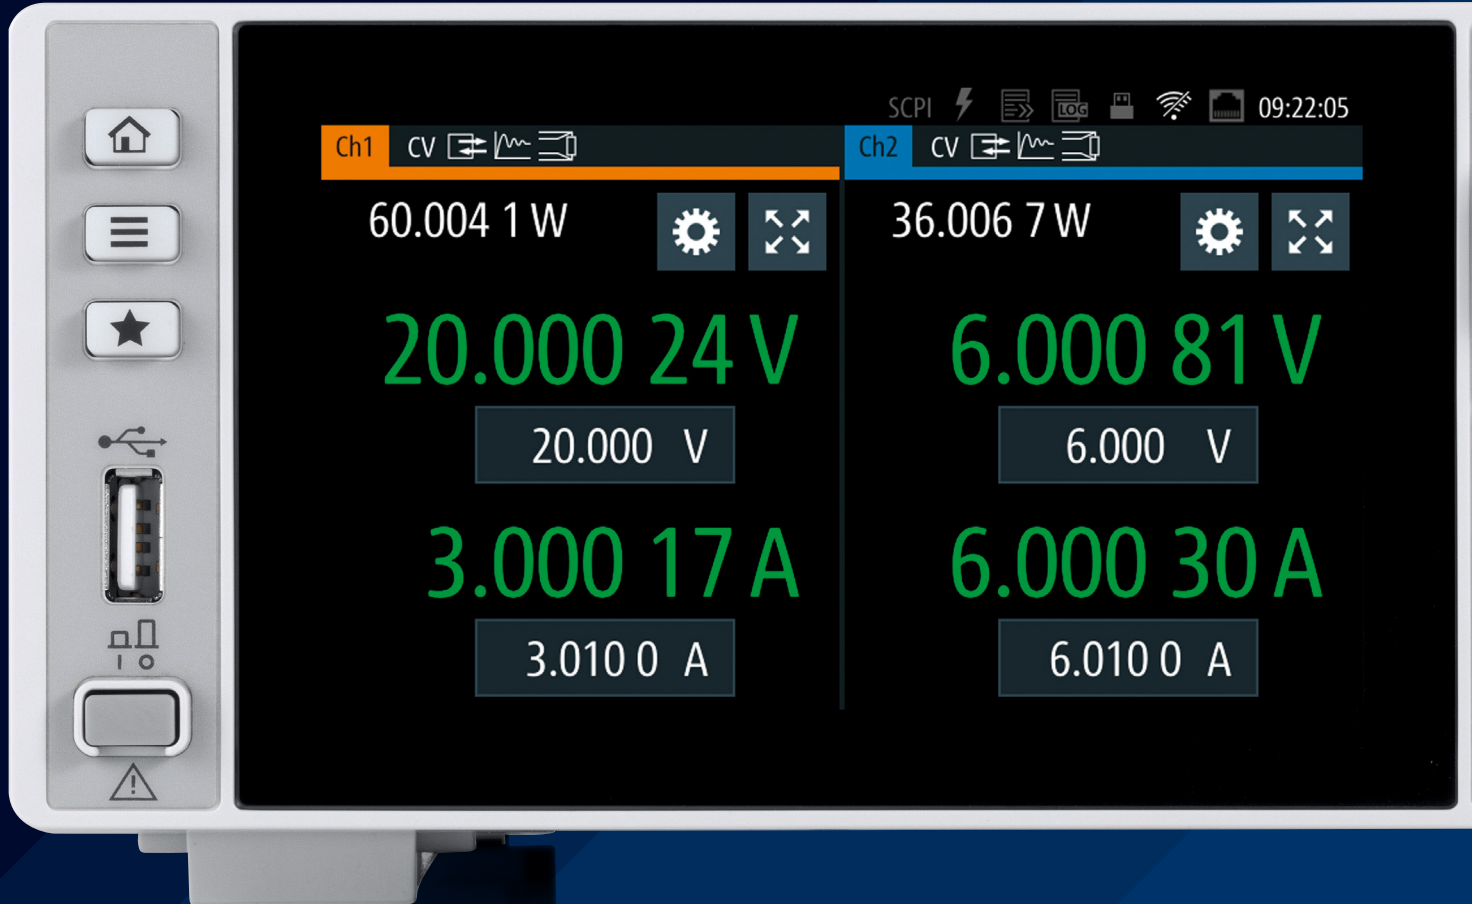 SCPI LOG 09:22:05
Ch1 CV
60.004 1 W
20.000 24 V
20.000 V
3.000 17 A
3.010 0 A
Ch2 CV
36.006 7 W
6.000 81 V
6.000 V
6.000 30 A
6.010 0 A